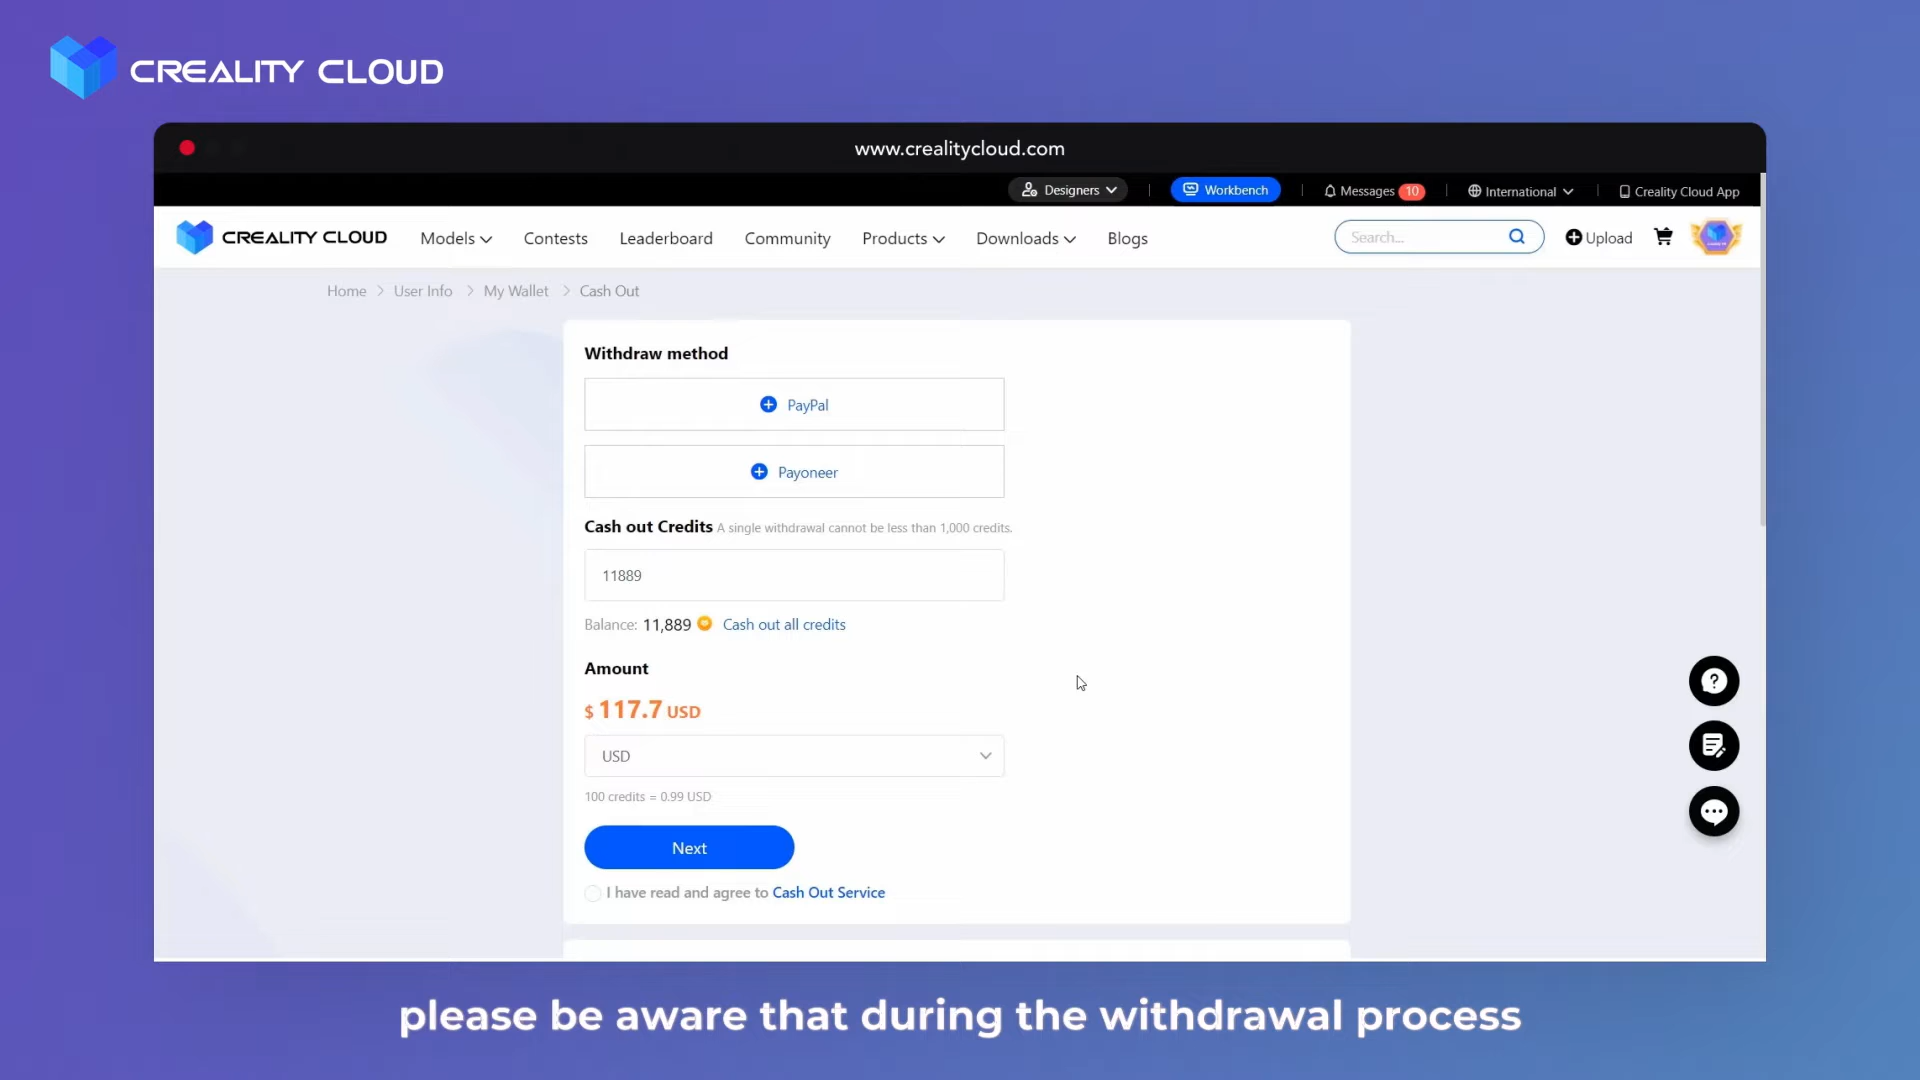 CREALITY CLOUD
www.crealitycloud.com
Designers
Workbench
Messages 10
International
Creality Cloud App
CREALITY CLOUD
Models
Contests
Leaderboard
Community
Products
Downloads
Blogs
Search...
Upload
Home > User Info > My Wallet > Cash Out
Withdraw method
PayPal
Payoneer
Cash out Credits A single withdrawal cannot be less than 1,000 credits.
11889
Balance: 11,889 Cash out all credits
Amount
$ 117.7 USD
USD
100 credits = 0.99 USD
Next
I have read and agree to Cash Out Service
please be aware that during the withdrawal process